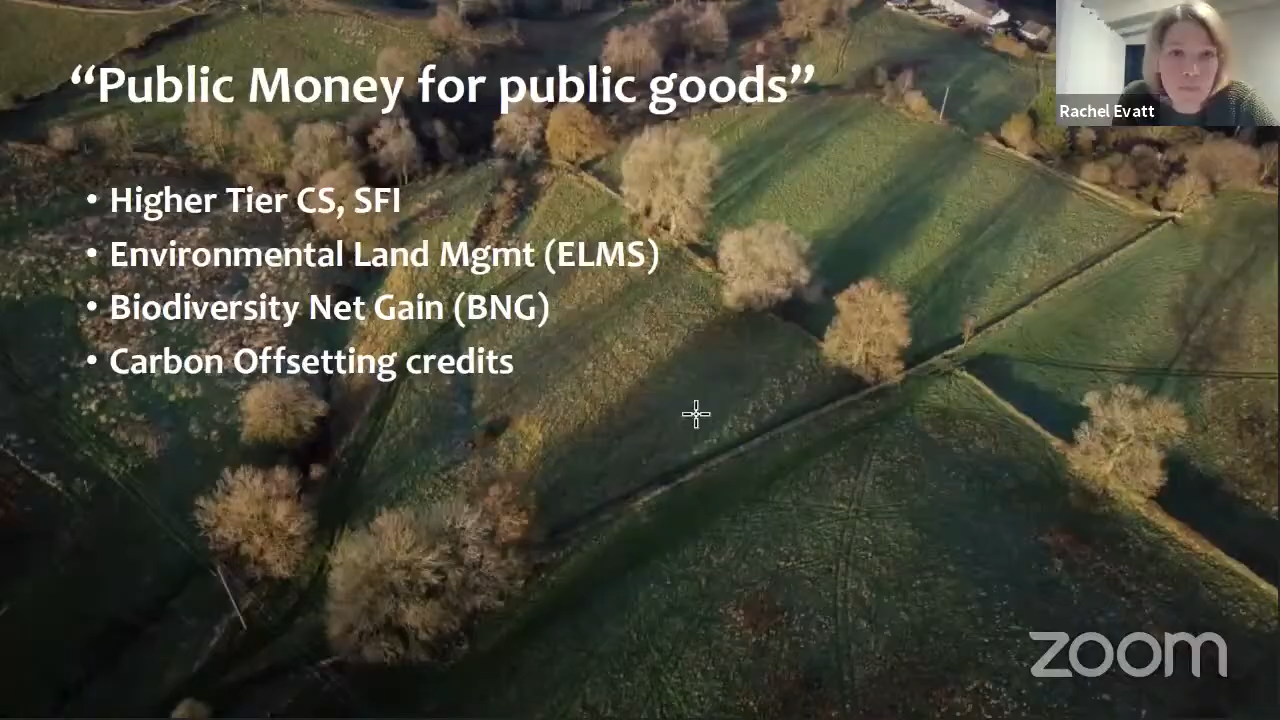 “Public Money for public goods”
Rachel Evatt
• Higher Tier CS, SFI
• Environmental Land Mgmt (ELMS)
• Biodiversity Net Gain (BNG)
• Carbon Offsetting credits
zoom